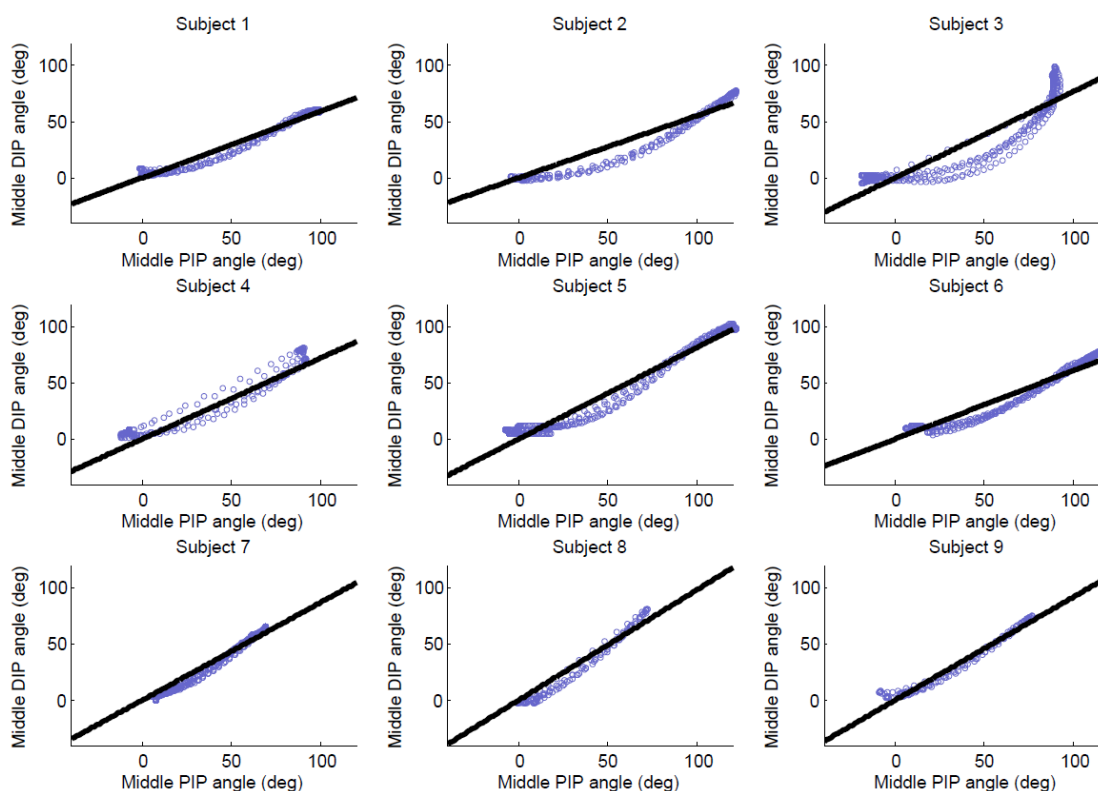 Subject 1
Subject 2
Subject 3
Middle DIP angle (deg)
100
50
0
0
50
100
Middle PIP angle (deg)
Middle DIP angle (deg)
100
50
0
0
50
100
Middle PIP angle (deg)
Middle DIP angle (deg)
100
50
0
0
50
100
Middle PIP angle (deg)
Subject 4
Subject 5
Subject 6
Middle DIP angle (deg)
100
50
0
0
50
100
Middle PIP angle (deg)
Middle DIP angle (deg)
100
50
0
0
50
100
Middle PIP angle (deg)
Middle DIP angle (deg)
100
50
0
0
50
100
Middle PIP angle (deg)
Subject 7
Subject 8
Subject 9
Middle DIP angle (deg)
100
50
0
0
50
100
Middle PIP angle (deg)
Middle DIP angle (deg)
100
50
0
0
50
100
Middle PIP angle (deg)
Middle DIP angle (deg)
100
50
0
0
50
100
Middle PIP angle (deg)